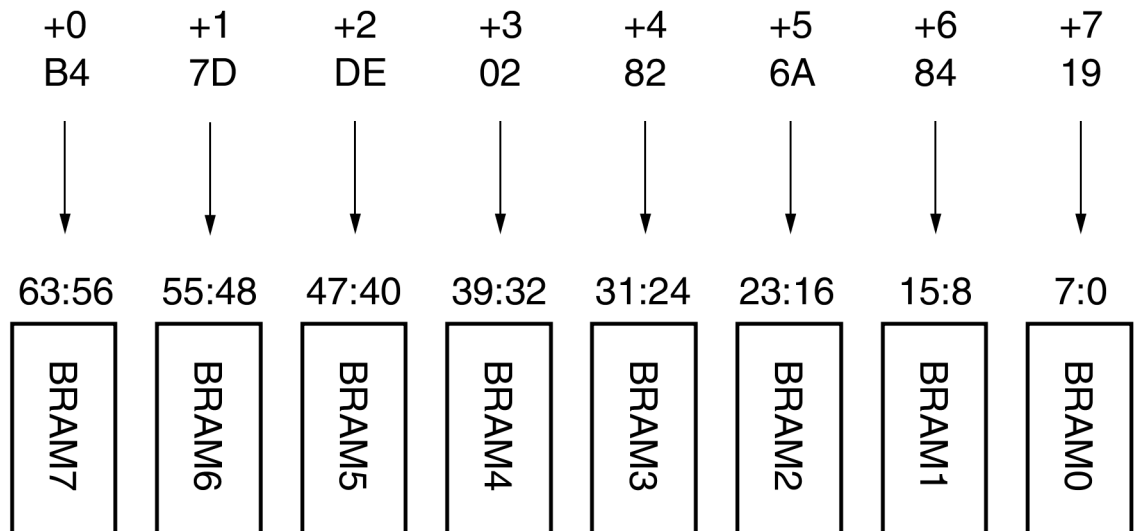 +0 +1 +2 +3 +4 +5 +6 +7
B4 7D DE 02 82 6A 84 19
63:56 55:48 47:40 39:32 31:24 23:16 15:8 7:0
BRAM7 BRAM6 BRAM5 BRAM4 BRAM3 BRAM2 BRAM1 BRAM0